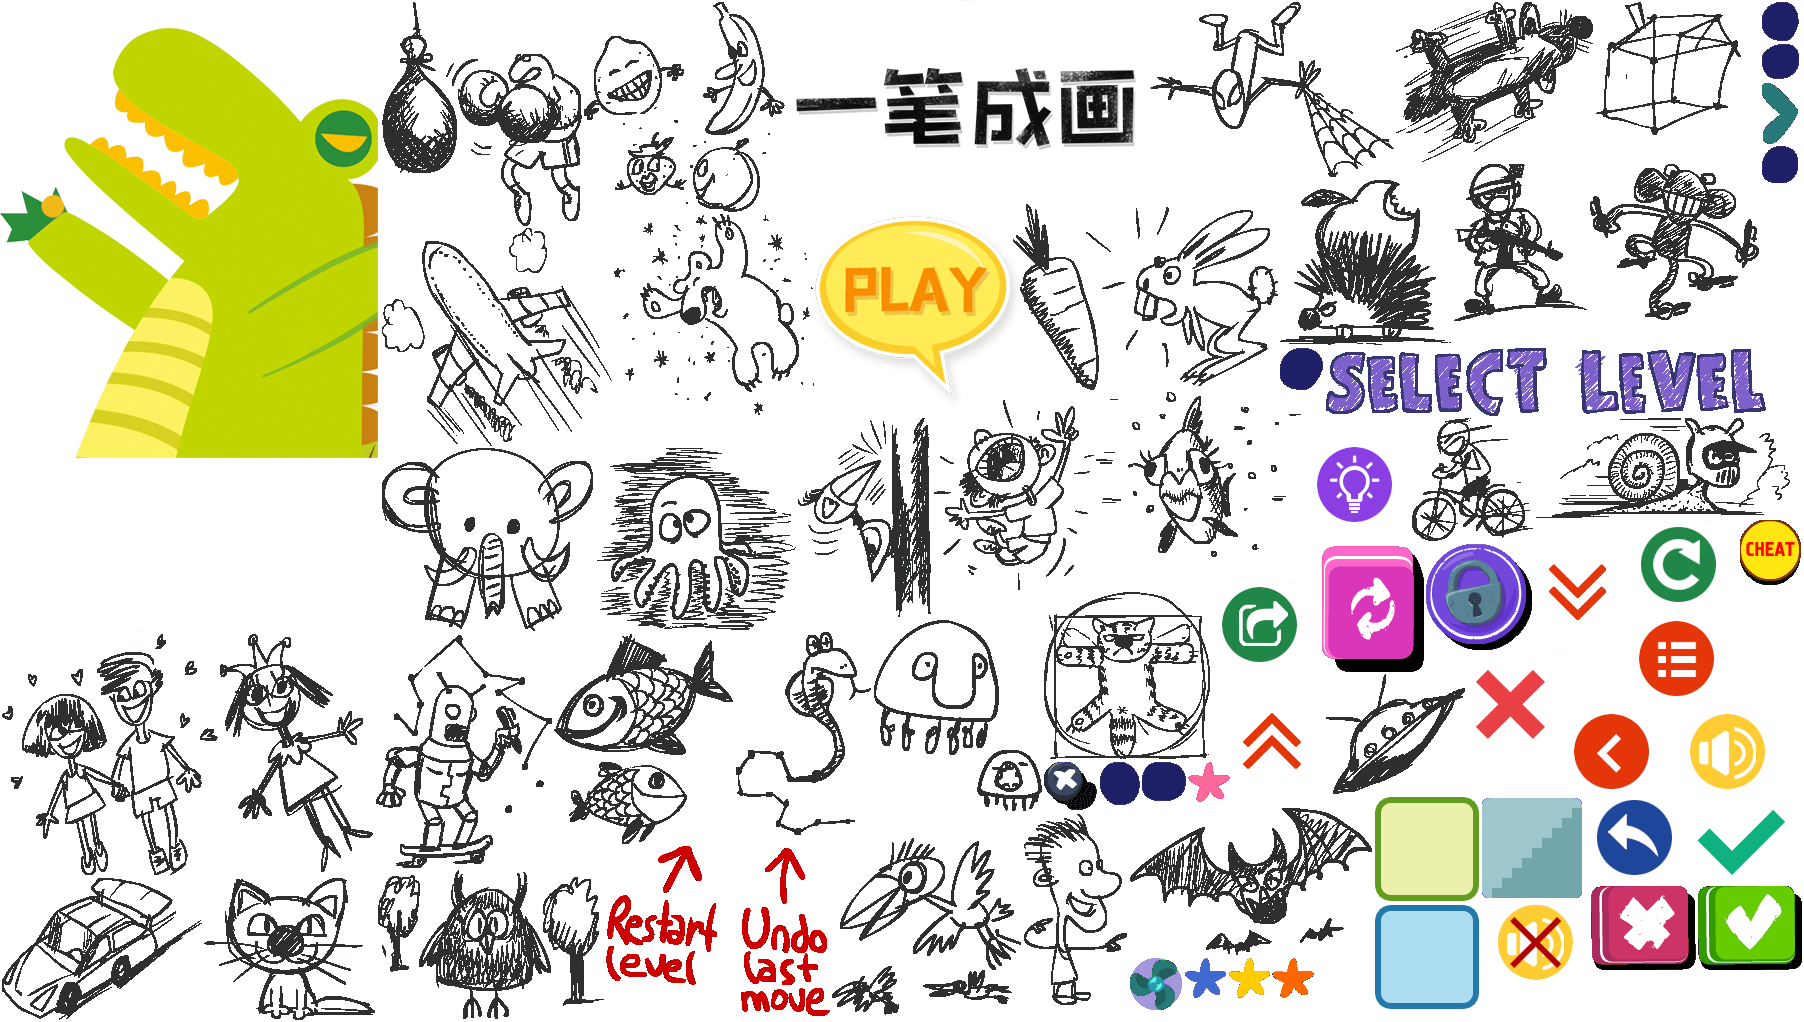 一笔成画
PLAY
SELECT LEVEL
CHEAT
Restart
level
Undo
last
move